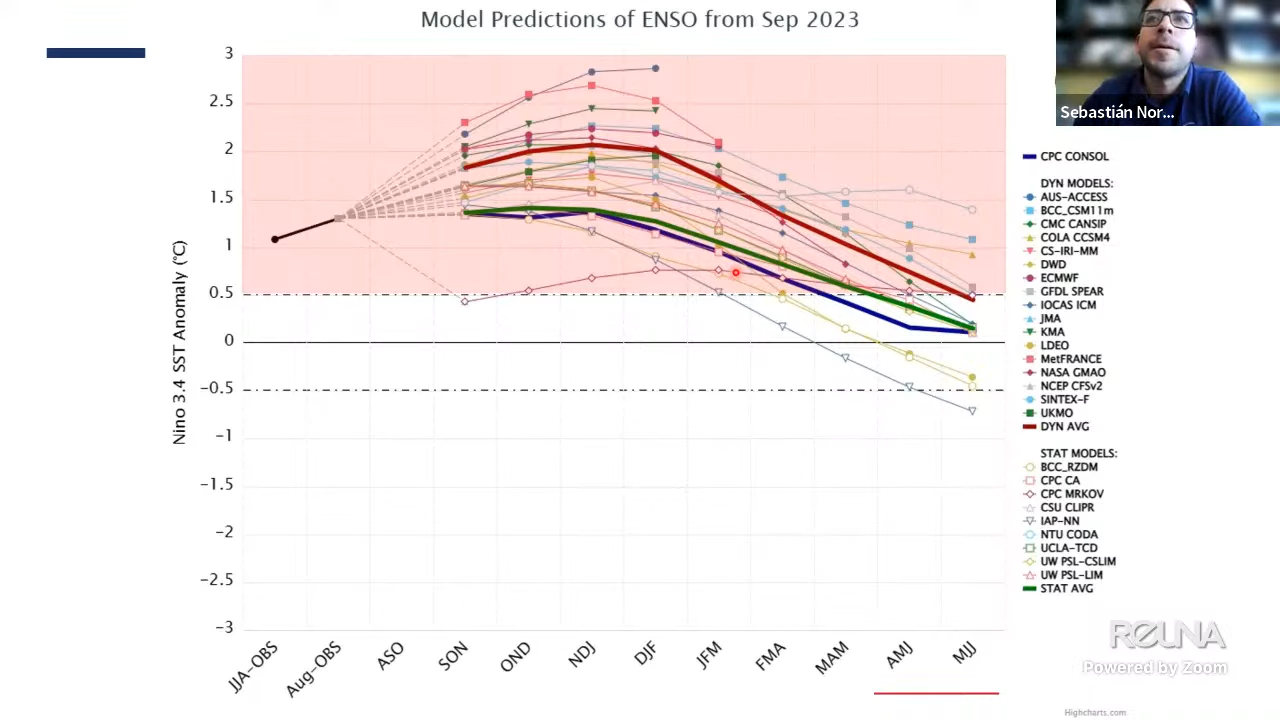 Model Predictions of ENSO from Sep 2023
Sebastián Nor...
Nino 3.4 SST Anomaly (°C)
3
2.5
2
1.5
1
0.5
0
−0.5
−1
−1.5
−2
−2.5
−3
JJA-OBS
Aug-OBS
ASO
SON
OND
NDJ
DJF
JFM
FMA
MAM
AMJ
MJJ
CPC CONSOL
DYN MODELS:
AUS-ACCESS
BCC_CSM11m
CMC CANSIP
COLA CCSM4
CS-IRI-MM
DWD
ECMWF
GFDL SPEAR
IOCAS ICM
JMA
KMA
LDEO
MetFRANCE
NASA GMAO
NCEP CFSv2
SINTEX-F
UKMO
DYN AVG
STAT MODELS:
BCC_RZDM
CPC CA
CPC MRKOV
CSU CLIPR
IAP-NN
NTU CODA
UCLA-TCD
UW PSL-CSLIM
UW PSL-LIM
STAT AVG
REUNA
Powered by Zoom
Highcharts.com